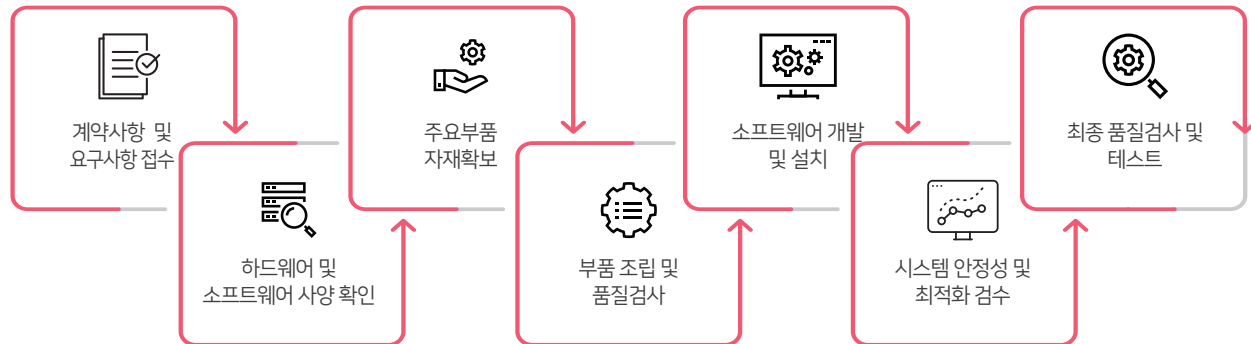 계약사항 및
요구사항 접수
하드웨어 및
소프트웨어 사양 확인
주요부품
자재확보
부품 조립 및
품질검사
소프트웨어 개발
및 설치
시스템 안정성 및
최적화 검수
최종 품질검사 및
테스트